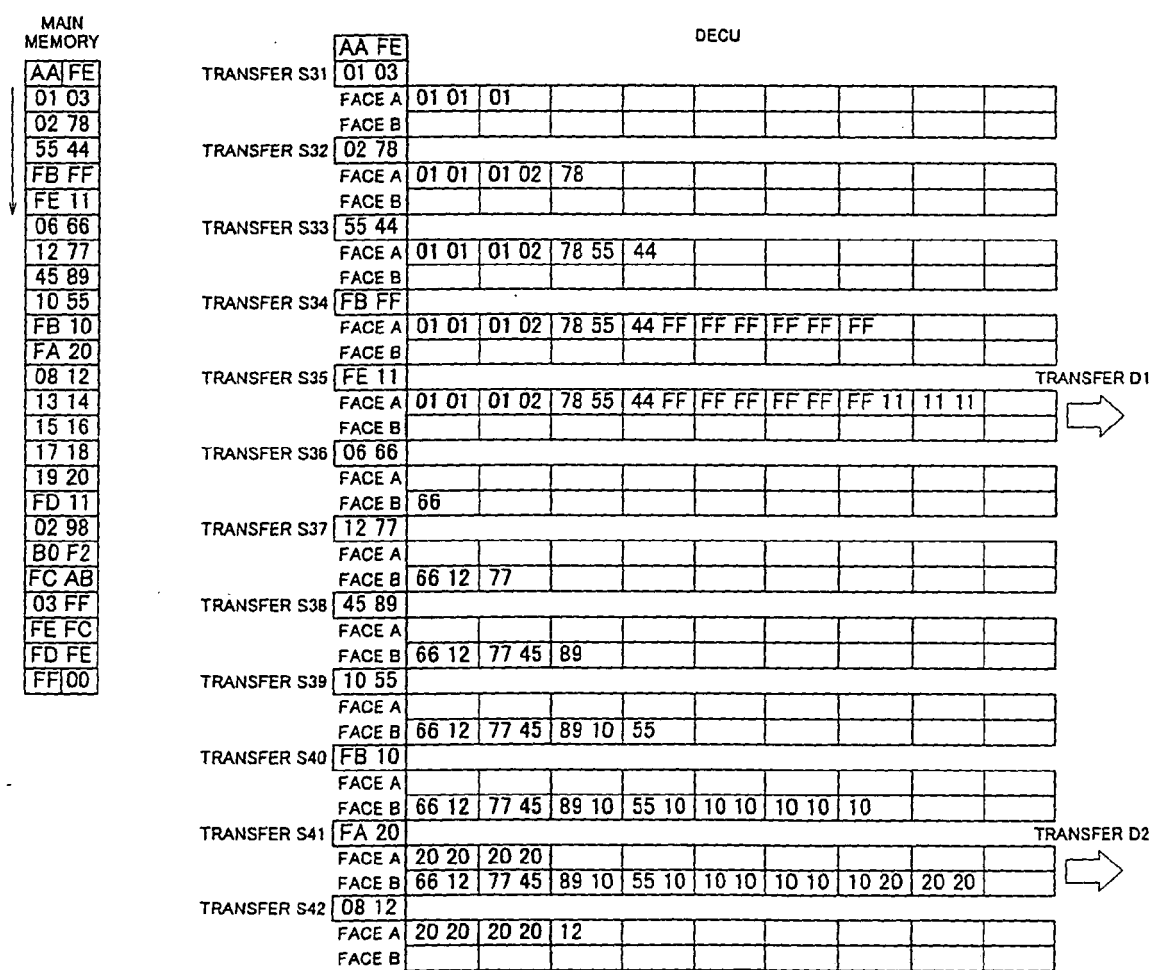 MAIN
MEMORY
AA FE
01 03
02 78
55 44
FB FF
FE 11
06 66
12 77
45 89
10 55
FB 10
FA 20
08 12
13 14
15 16
17 18
19 20
FD 11
02 98
B0 F2
FC AB
03 FF
FE FC
FD FE
FF 00
DECU
AA FE
TRANSFER S31 01 03
FACE A 01 01 01
FACE B
TRANSFER S32 02 78
FACE A 01 01 01 02 78
FACE B
TRANSFER S33 55 44
FACE A 01 01 01 02 78 55 44
FACE B
TRANSFER S34 FB FF
FACE A 01 01 01 02 78 55 44 FF FF FF FF FF FF
FACE B
TRANSFER S35 FE 11 TRANSFER D1
FACE A 01 01 01 02 78 55 44 FF FF FF FF FF FF 11 11 11
FACE B
TRANSFER S36 06 66
FACE A
FACE B 66
TRANSFER S37 12 77
FACE A
FACE B 66 12 77
TRANSFER S38 45 89
FACE A
FACE B 66 12 77 45 89
TRANSFER S39 10 55
FACE A
FACE B 66 12 77 45 89 10 55
TRANSFER S40 FB 10
FACE A
FACE B 66 12 77 45 89 10 55 10 10 10 10 10 10
TRANSFER S41 FA 20 TRANSFER D2
FACE A 20 20 20 20
FACE B 66 12 77 45 89 10 55 10 10 10 10 10 10 20 20 20
TRANSFER S42 08 12
FACE A 20 20 20 20 12
FACE B